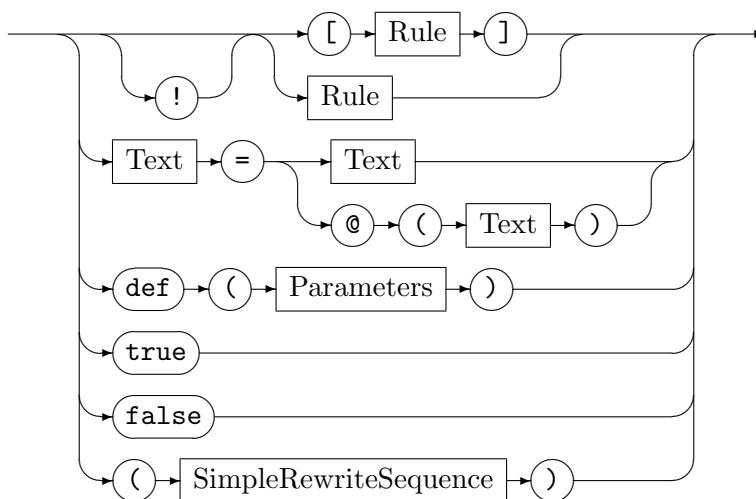 [ Rule ]
! Rule
Text = Text
@ ( Text )
def ( Parameters )
true
false
( SimpleRewriteSequence )